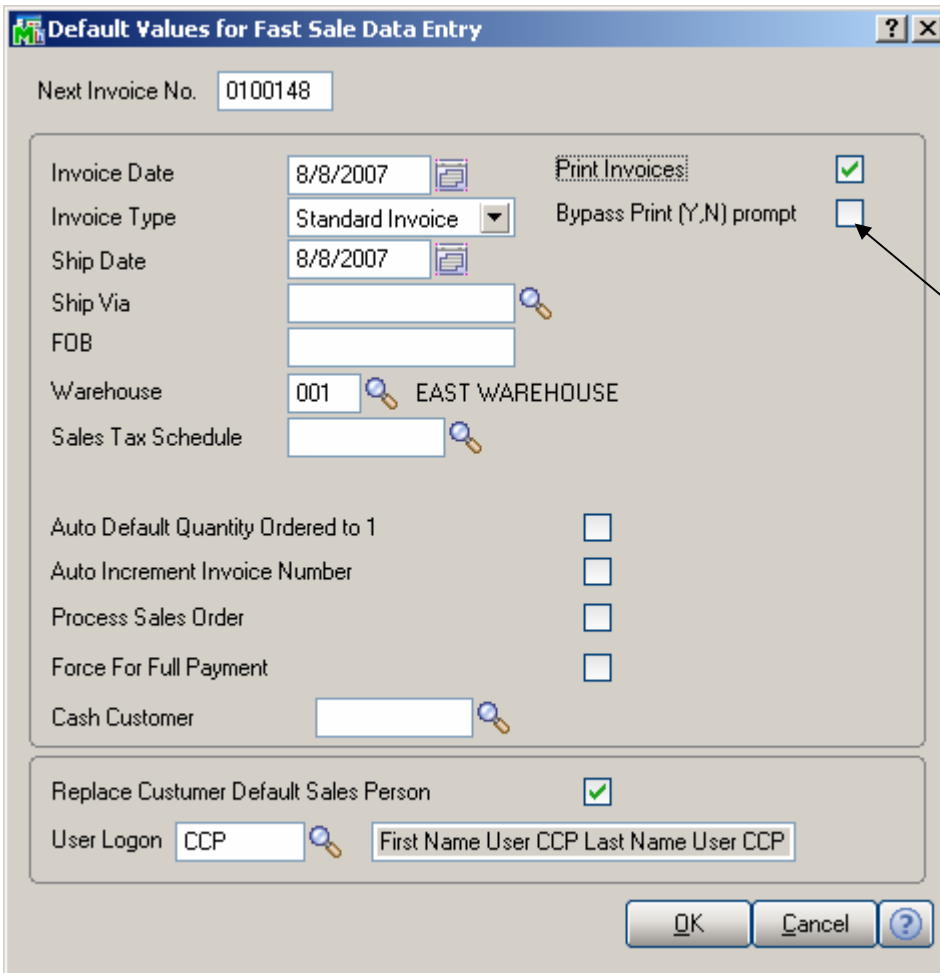 Default Values for Fast Sale Data Entry
Next Invoice No. 0100148
Invoice Date 8/8/2007 Print Invoices
Invoice Type Standard Invoice Bypass Print (Y,N) prompt
Ship Date 8/8/2007
Ship Via
FOB
Warehouse 001 EAST WAREHOUSE
Sales Tax Schedule
Auto Default Quantity Ordered to 1
Auto Increment Invoice Number
Process Sales Order
Force For Full Payment
Cash Customer
Replace Custumer Default Sales Person
User Logon CCP First Name User CCP Last Name User CCP
OK Cancel